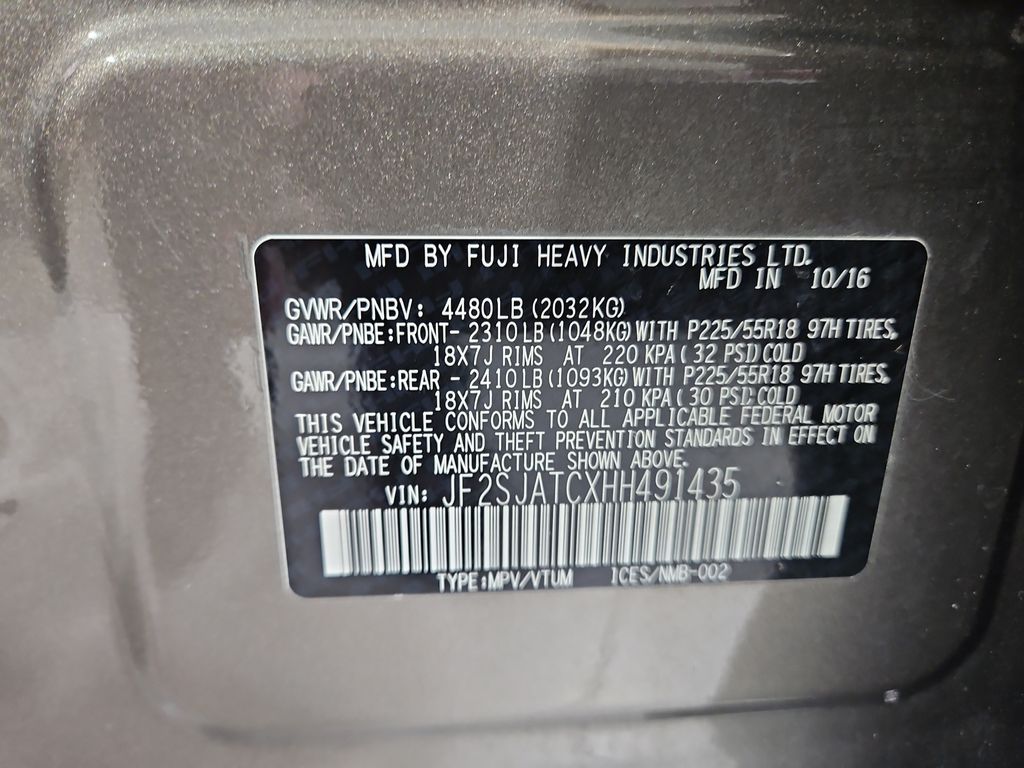 MFD BY FUJI HEAVY INDUSTRIES LTD.
MFD IN 10/16
GVWR/PNBV: 4480LB(2032KG)
GAWR/PNBE:FRONT- 2310LB(1048KG)WITH P225/55R18 97H TIRES,
18X7J RIMS AT 220 KPA( 32 PSI)COLD
GAWR/PNBE:REAR - 2410LB(1093KG)WITH P225/55R18 97H TIRES,
18X7J RIMS AT 210 KPA( 30 PSI)COLD
THIS VEHICLE CONFORMS TO ALL APPLICABLE FEDERAL MOTOR
VEHICLE SAFETY AND THEFT PREVENTION STANDARDS IN EFFECT ON
THE DATE OF MANUFACTURE SHOWN ABOVE.
VIN: JF2SJATCXHH491435
TYPE:MPV/VTUM ICES/NMB-002